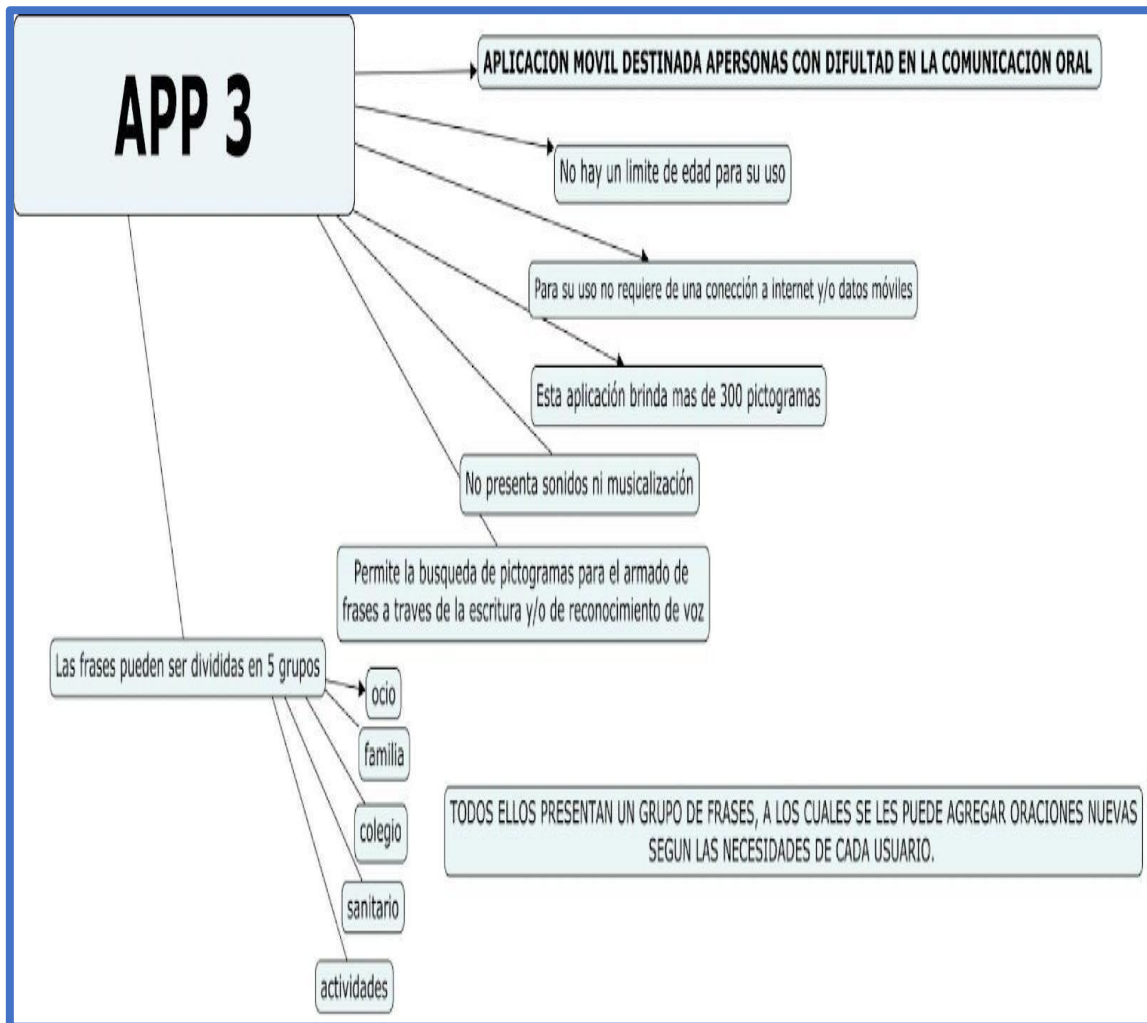 APP 3
APLICACION MOVIL DESTINADA APERSONAS CON DIFULTAD EN LA COMUNICACION ORAL
No hay un limite de edad para su uso
Para su uso no requiere de una conección a internet y/o datos móviles
Esta aplicación brinda mas de 300 pictogramas
No presenta sonidos ni musicalización
Permite la busqueda de pictogramas para el armado de
frases a traves de la escritura y/o de reconocimiento de voz
Las frases pueden ser divididas en 5 grupos
ocio
familia
colegio
sanitario
actividades
TODOS ELLOS PRESENTAN UN GRUPO DE FRASES, A LOS CUALES SE LES PUEDE AGREGAR ORACIONES NUEVAS
SEGUN LAS NECESIDADES DE CADA USUARIO.